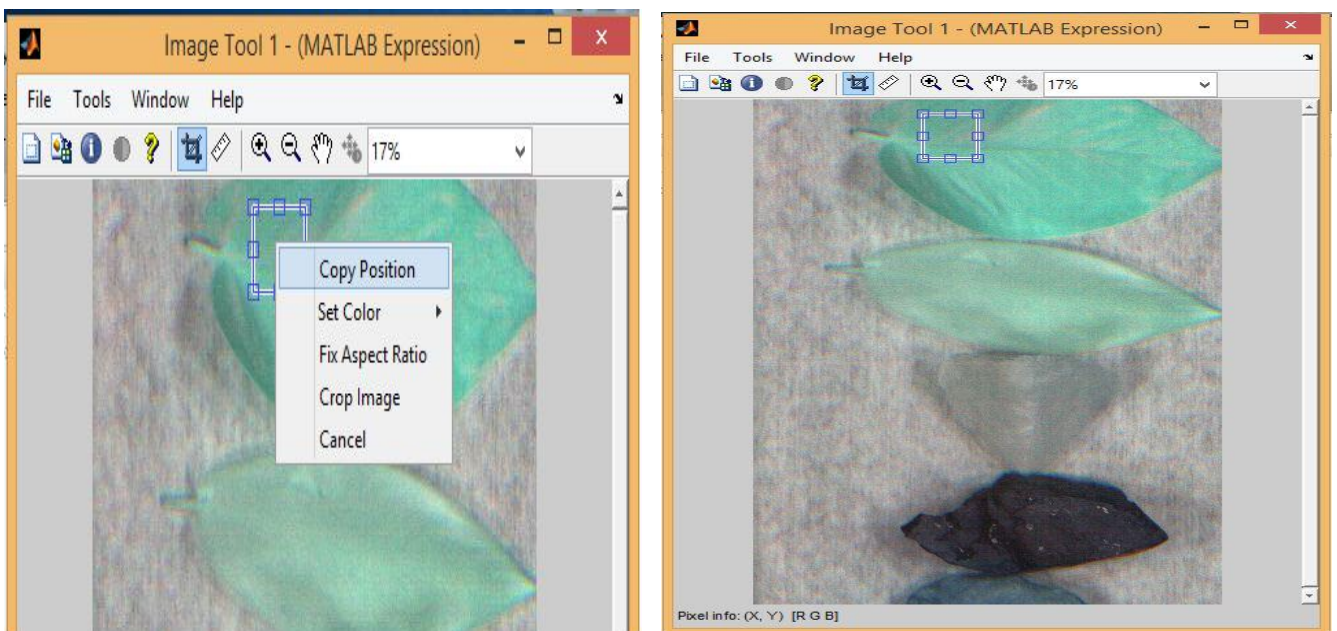 Image Tool 1 - (MATLAB Expression)
File Tools Window Help
17%
Copy Position
Set Color
Fix Aspect Ratio
Crop Image
Cancel
Image Tool 1 - (MATLAB Expression)
File Tools Window Help
17%
Pixel info: (X, Y) [R G B]